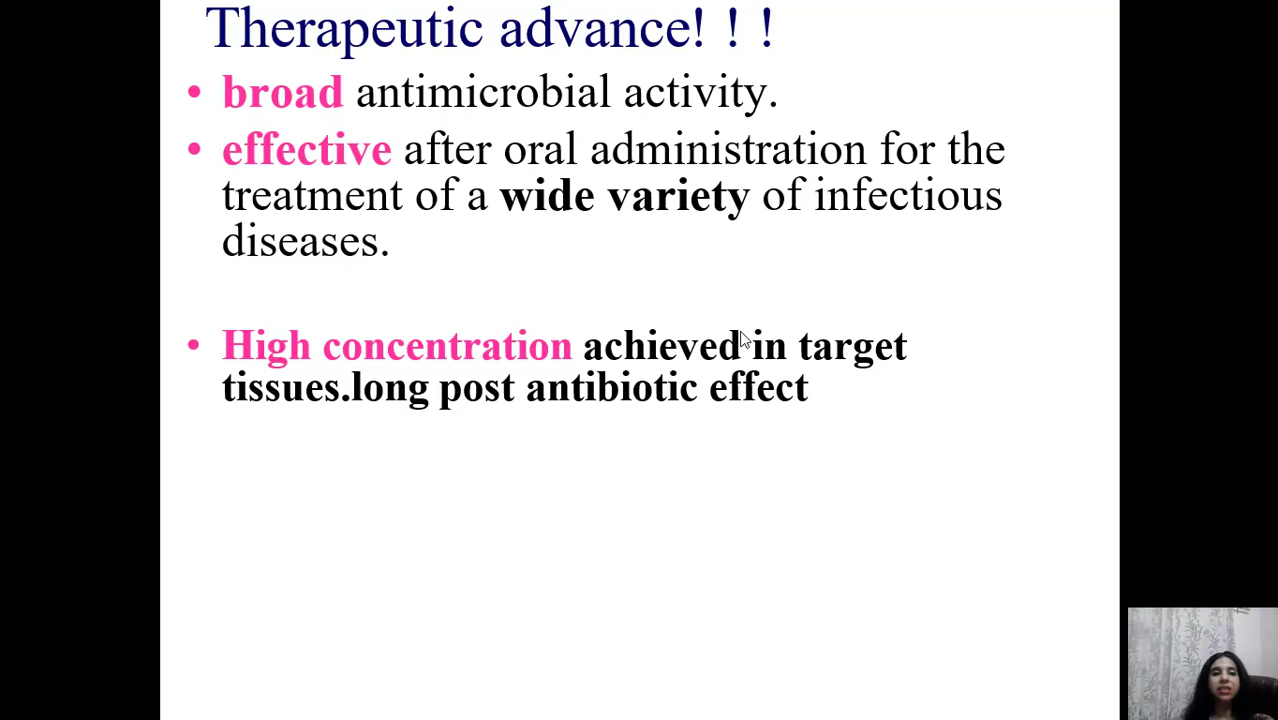 Therapeutic advance! ! !
• broad antimicrobial activity.
• effective after oral administration for the
treatment of a wide variety of infectious
diseases.
• High concentration achieved in target
tissues.long post antibiotic effect